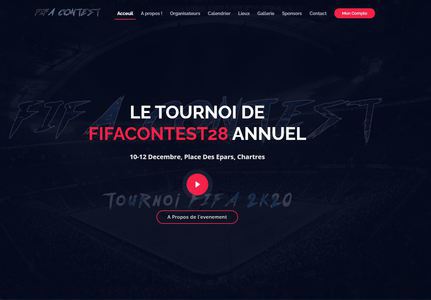 FIFA CONTEST
Acceuil A propos ! Organisateurs Calendrier Lieux Gallerie Sponsors Contact Mon Compte
FIFA CONTEST
LE TOURNOI DE
FIFACONTEST28 ANNUEL
10-12 Decembre, Place Des Epars, Chartres
Tournoi FIFA 2K20
A Propos de l'evenement